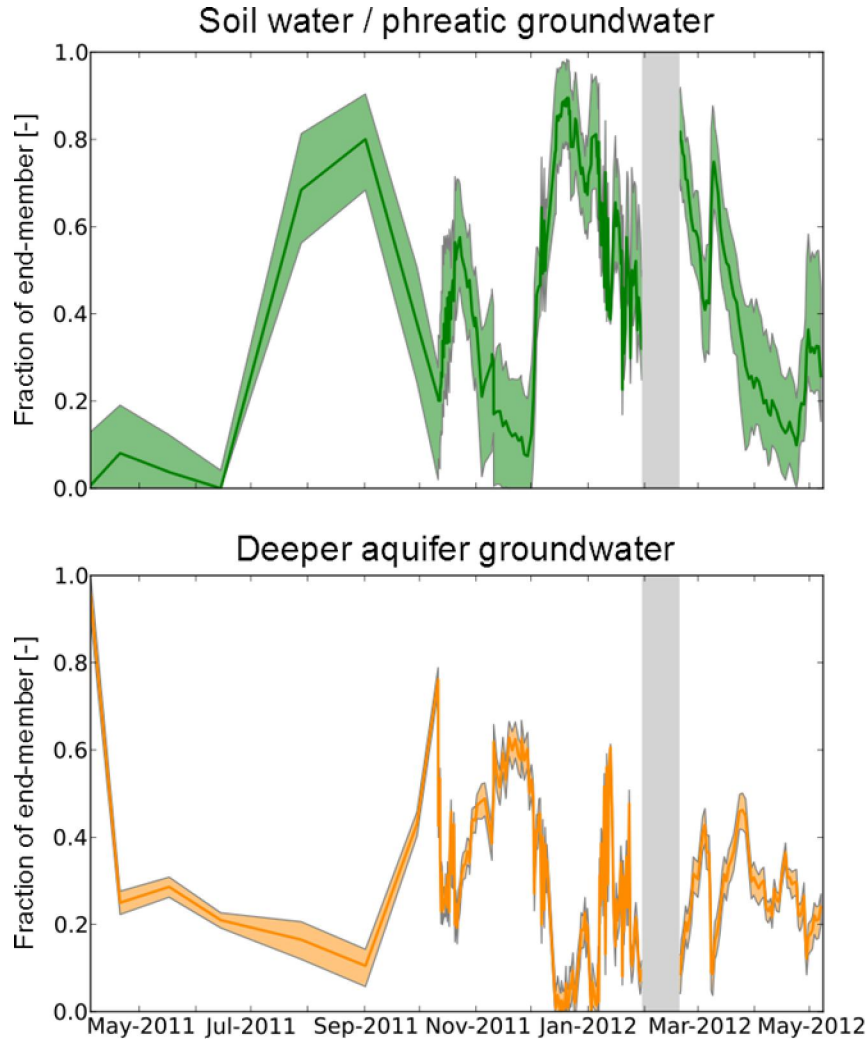 Soil water / phreatic groundwater
Fraction of end-member [-]
1.0
0.8
0.6
0.4
0.2
0.0
Deeper aquifer groundwater
Fraction of end-member [-]
1.0
0.8
0.6
0.4
0.2
0.0
May-2011 Jul-2011 Sep-2011 Nov-2011 Jan-2012 Mar-2012 May-2012